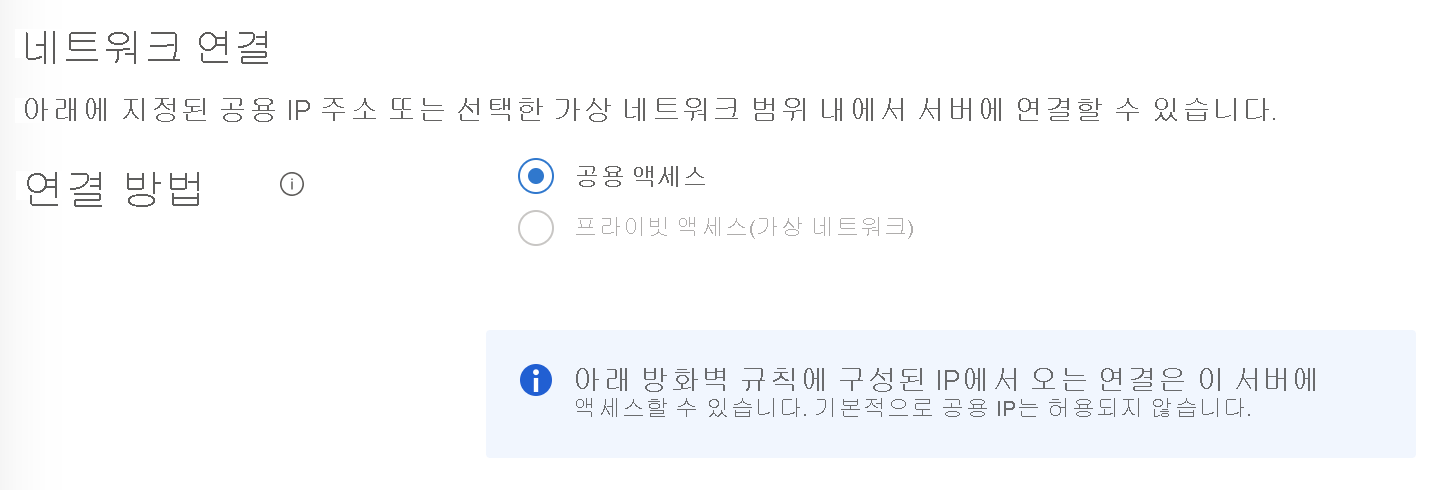 네트워크 연결
아래에 지정된 공용 IP 주소 또는 선택한 가상 네트워크 범위 내에서 서버에 연결할 수 있습니다.
연결 방법
공용 액세스
프라이빗 액세스(가상 네트워크)
아래 방화벽 규칙에 구성된 IP에서 오는 연결은 이 서버에
액세스할 수 있습니다. 기본적으로 공용 IP는 허용되지 않습니다.